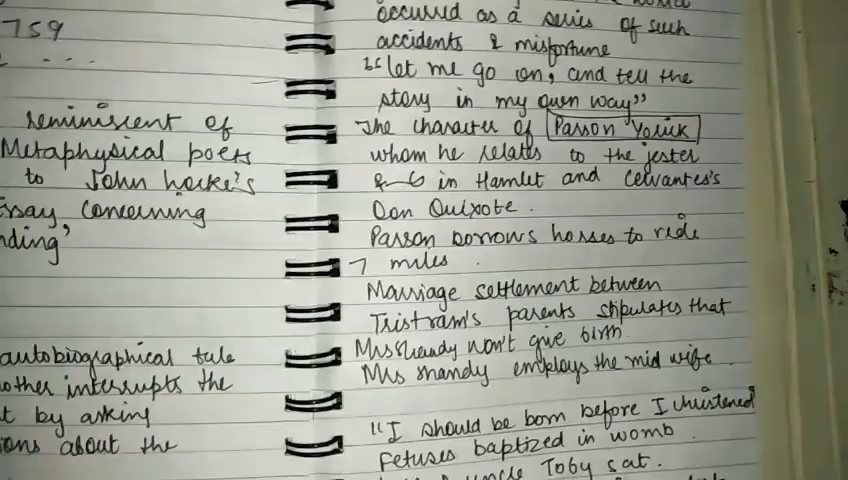 759
. . .
reminiscent of
Metaphysical poets
to John Locke's
Essay Concerning
nding'
autobiographical tale
other interrupts the
t by asking
ions about the
occurred as a series of such
accidents & misfortune
"let me go on, and tell the
story in my own way"
The character of Parson Yorick
whom he relates to the jester
in Hamlet and Cervantes's
Don Quixote.
Parson borrows horses to ride
7 miles.
Marriage settlement between
Tristram's parents stipulates that
Mrs Shandy won't give birth.
Mrs Shandy employs the mid wife.
"I should be born before I christened
Fetuses baptized in womb
uncle Toby sat.